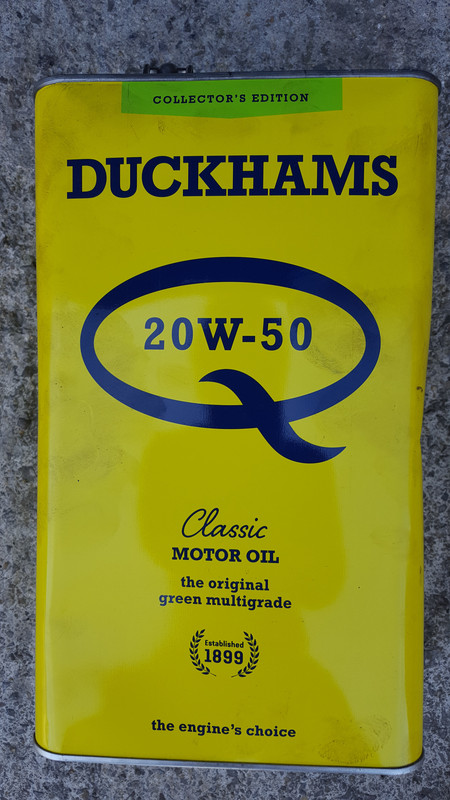 COLLECTOR'S EDITION
DUCKHAMS
20W-50
Classic
MOTOR OIL
the original
green multigrade
Established
1899
the engine's choice